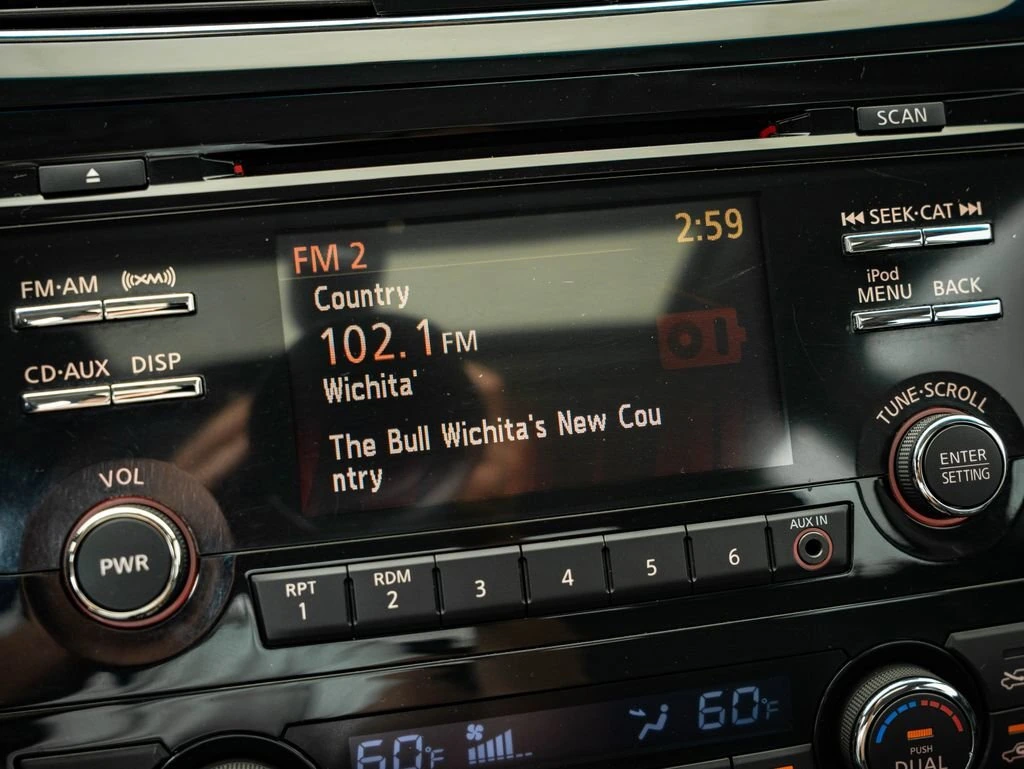 SCAN
FM 2 2:59
SEEK·CAT
FM·AM ((XM))
Country
iPod
MENU BACK
102.1 FM
Wichita'
CD·AUX DISP
The Bull Wichita's New Cou
ntry
TUNE·SCROLL
ENTER
SETTING
VOL
PWR
AUX IN
RPT
1
RDM
2
3
4
5
6
60°F
60°F
PUSH
DUAL